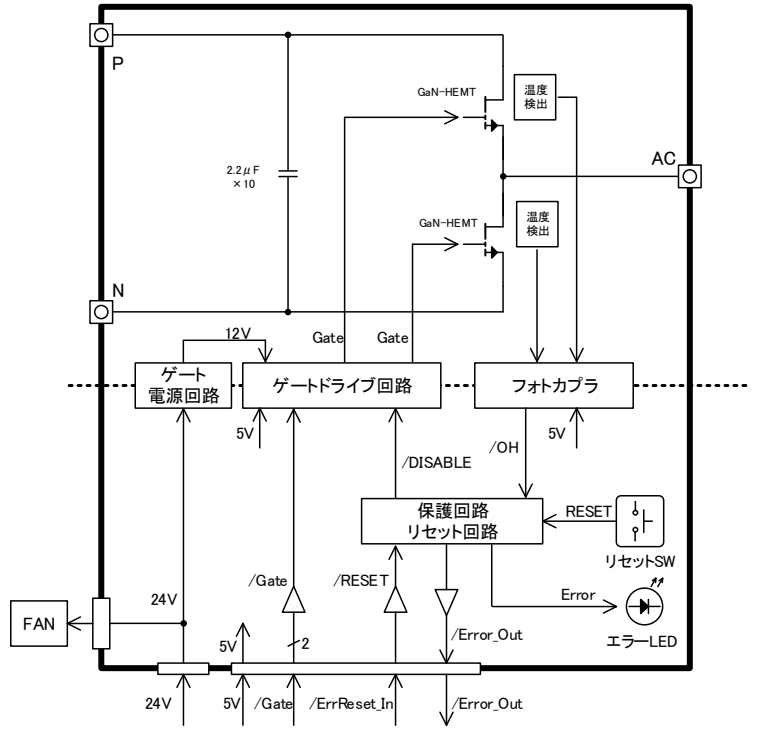 P
GaN-HEMT
温度
検出
AC
2.2μF
×10
GaN-HEMT
温度
検出
N
12V
Gate
Gate
ゲート
電源回路
ゲートドライブ回路
フォトカプラ
5V
/DISABLE
/OH
5V
保護回路
リセット回路
RESET
リセットSW
/Gate
/RESET
Error
24V
FAN
5V
2
/Error_Out
エラーLED
24V
5V
/Gate
/ErrReset_In
/Error_Out